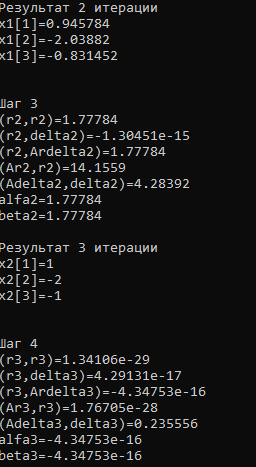 Результат 2 итерации
x1[1]=0.945784
x1[2]=-2.03882
x1[3]=-0.831452
Шаг 3
(r2,r2)=1.77784
(r2,delta2)=-1.30451e-15
(r2,Ardelta2)=1.77784
(Ar2,r2)=14.1559
(Adelta2,delta2)=4.28392
alfa2=1.77784
beta2=1.77784
Результат 3 итерации
x2[1]=1
x2[2]=-2
x2[3]=-1
Шаг 4
(r3,r3)=1.34106e-29
(r3,delta3)=4.29131e-17
(r3,Ardelta3)=-4.34753e-16
(Ar3,r3)=1.76705e-28
(Adelta3,delta3)=0.235556
alfa3=-4.34753e-16
beta3=-4.34753e-16